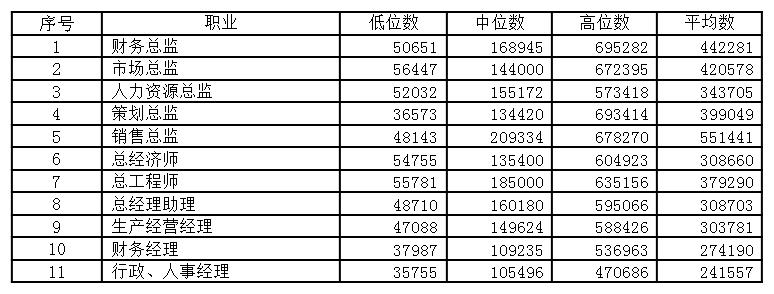 序号 职业 低位数 中位数 高位数 平均数
1 财务总监 50651 168945 695282 442281
2 市场总监 56447 144000 672395 420578
3 人力资源总监 52032 155172 573418 343705
4 策划总监 36573 134420 693414 399049
5 销售总监 48143 209334 678270 551441
6 总经济师 54755 135400 604923 308660
7 总工程师 55781 185000 635156 379290
8 总经理助理 48710 160180 595066 308703
9 生产经营经理 47088 149624 588426 303781
10 财务经理 37987 109235 536963 274190
11 行政、人事经理 35755 105496 470686 241557